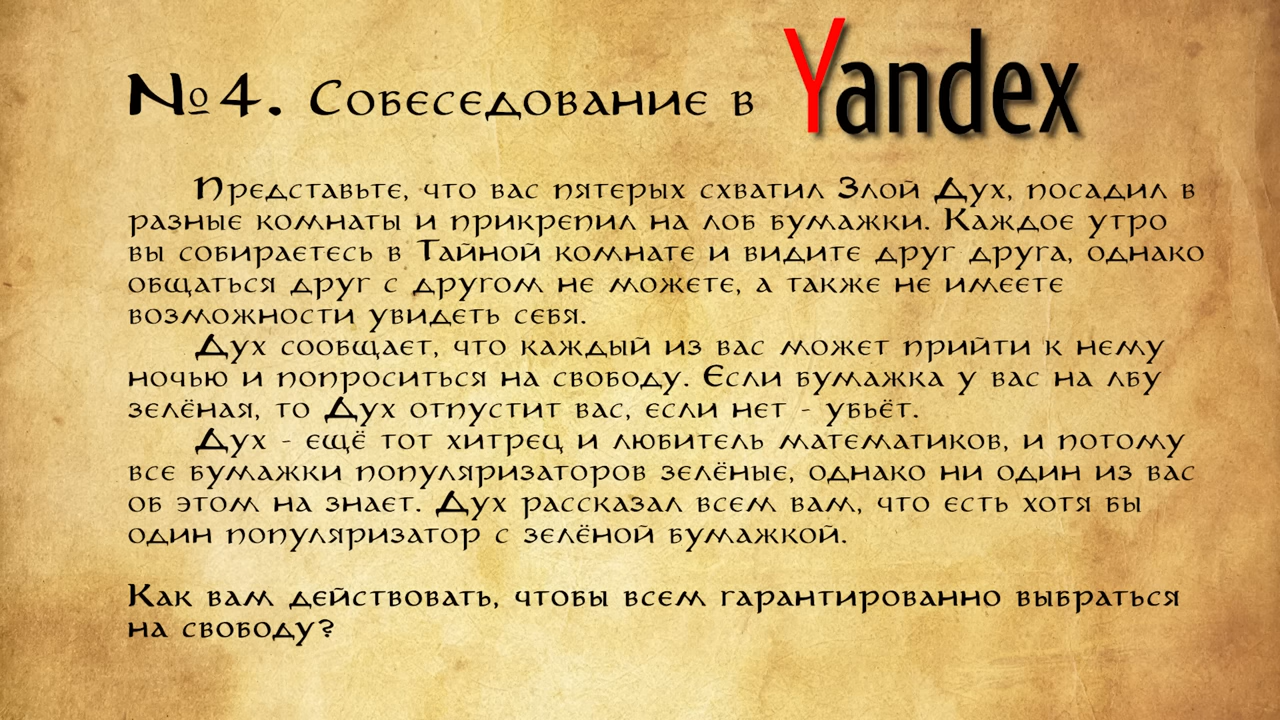 №4. Собеседование в Yandex
Представьте, что вас пятерых схватил Злой Дух, посадил в
разные комнаты и прикрепил на лоб бумажки. Каждое утро
вы собираетесь в Тайной комнате и видите друг друга, однако
общаться друг с другом не можете, а также не имеете
возможности увидеть себя.
Дух сообщает, что каждый из вас может прийти к нему
ночью и попроситься на свободу. Если бумажка у вас на лбу
зелёная, то Дух отпустит вас, если нет - убьёт.
Дух - ещё тот хитрец и любитель математиков, и потому
все бумажки популяризаторов зелёные, однако ни один из вас
об этом на знает. Дух рассказал всем вам, что есть хотя бы
один популяризатор с зелёной бумажкой.
Как вам действовать, чтобы всем гарантированно выбраться
на свободу?